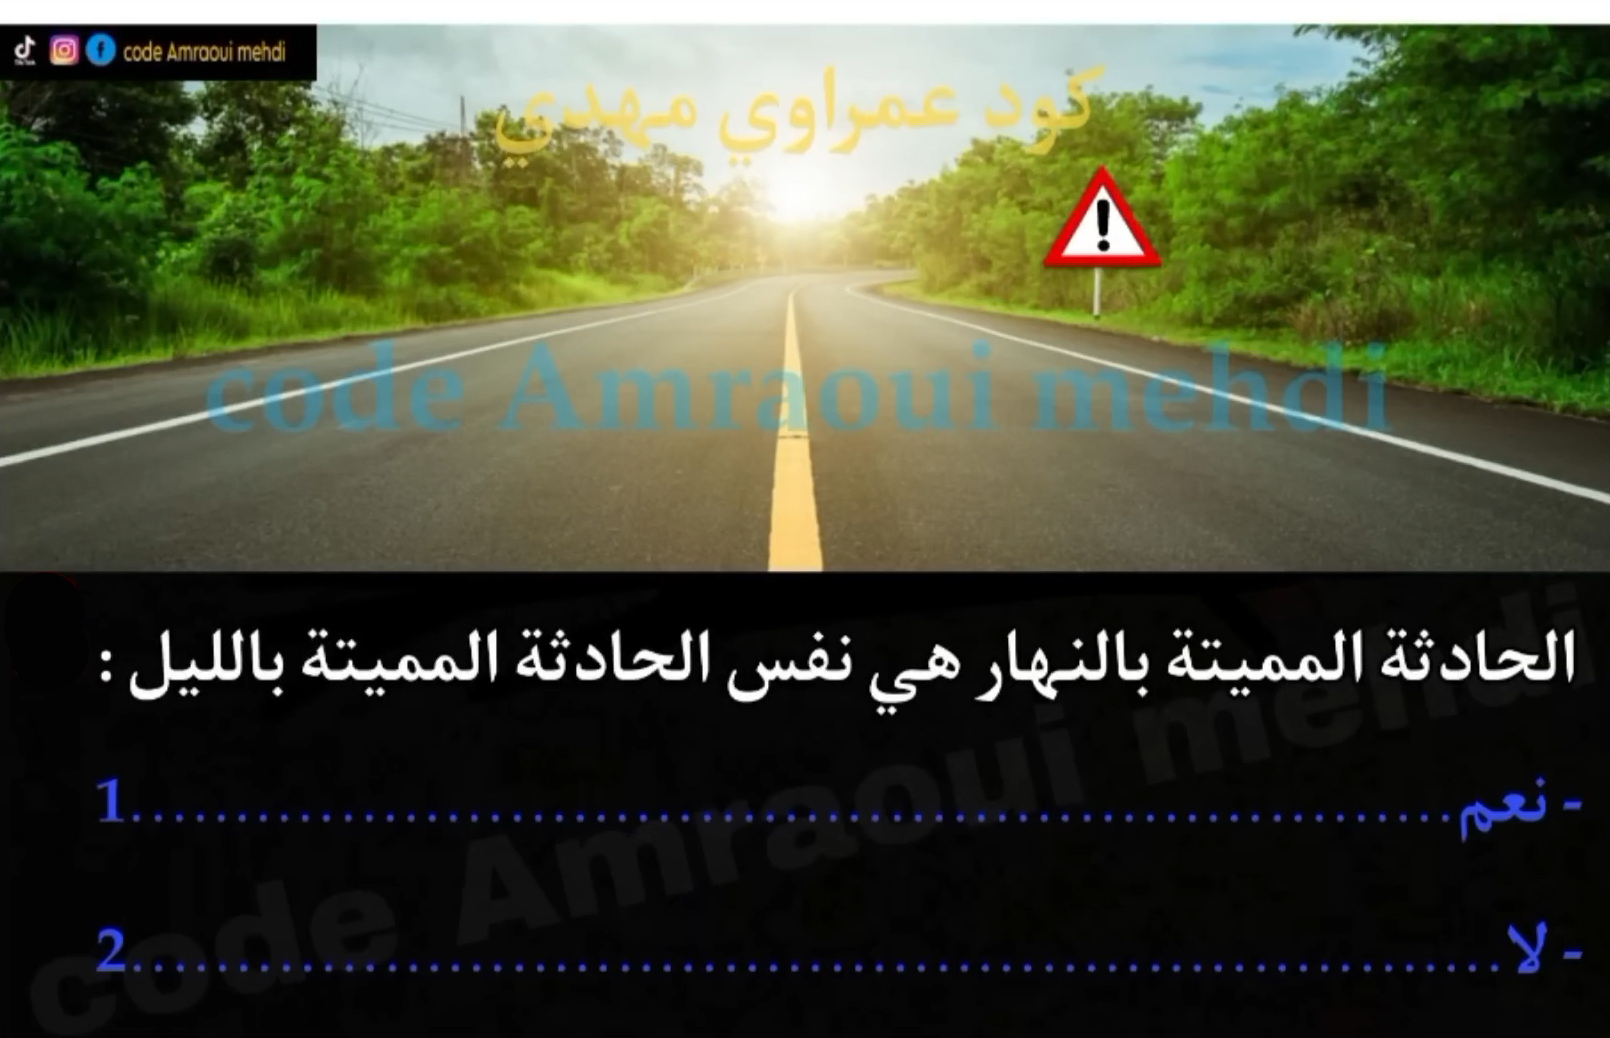 code Amraoui mehdi
كود عمراوي مهدي
code Amraoui mehdi
الحادثة المميتة بالنهار هي نفس الحادثة المميتة بالليل :
- نعم..................................................1
- لا....................................................2
code Amraoui mehdi